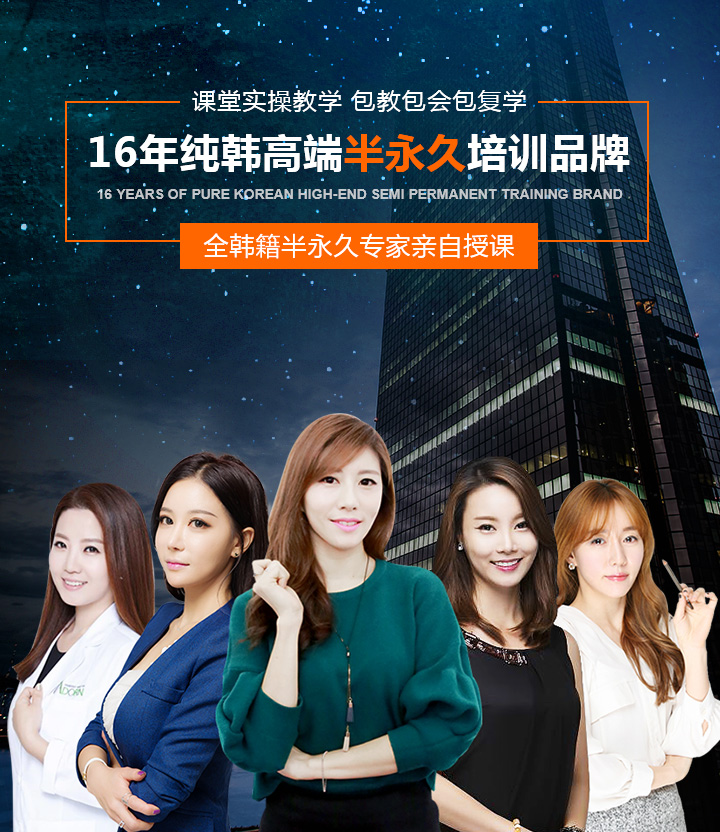 课堂实操教学 包教包会包复学
16年纯韩高端半永久培训品牌
16 YEARS OF PURE KOREAN HIGH-END SEMI PERMANENT TRAINING BRAND
全韩籍半永久专家亲自授课
ADORN